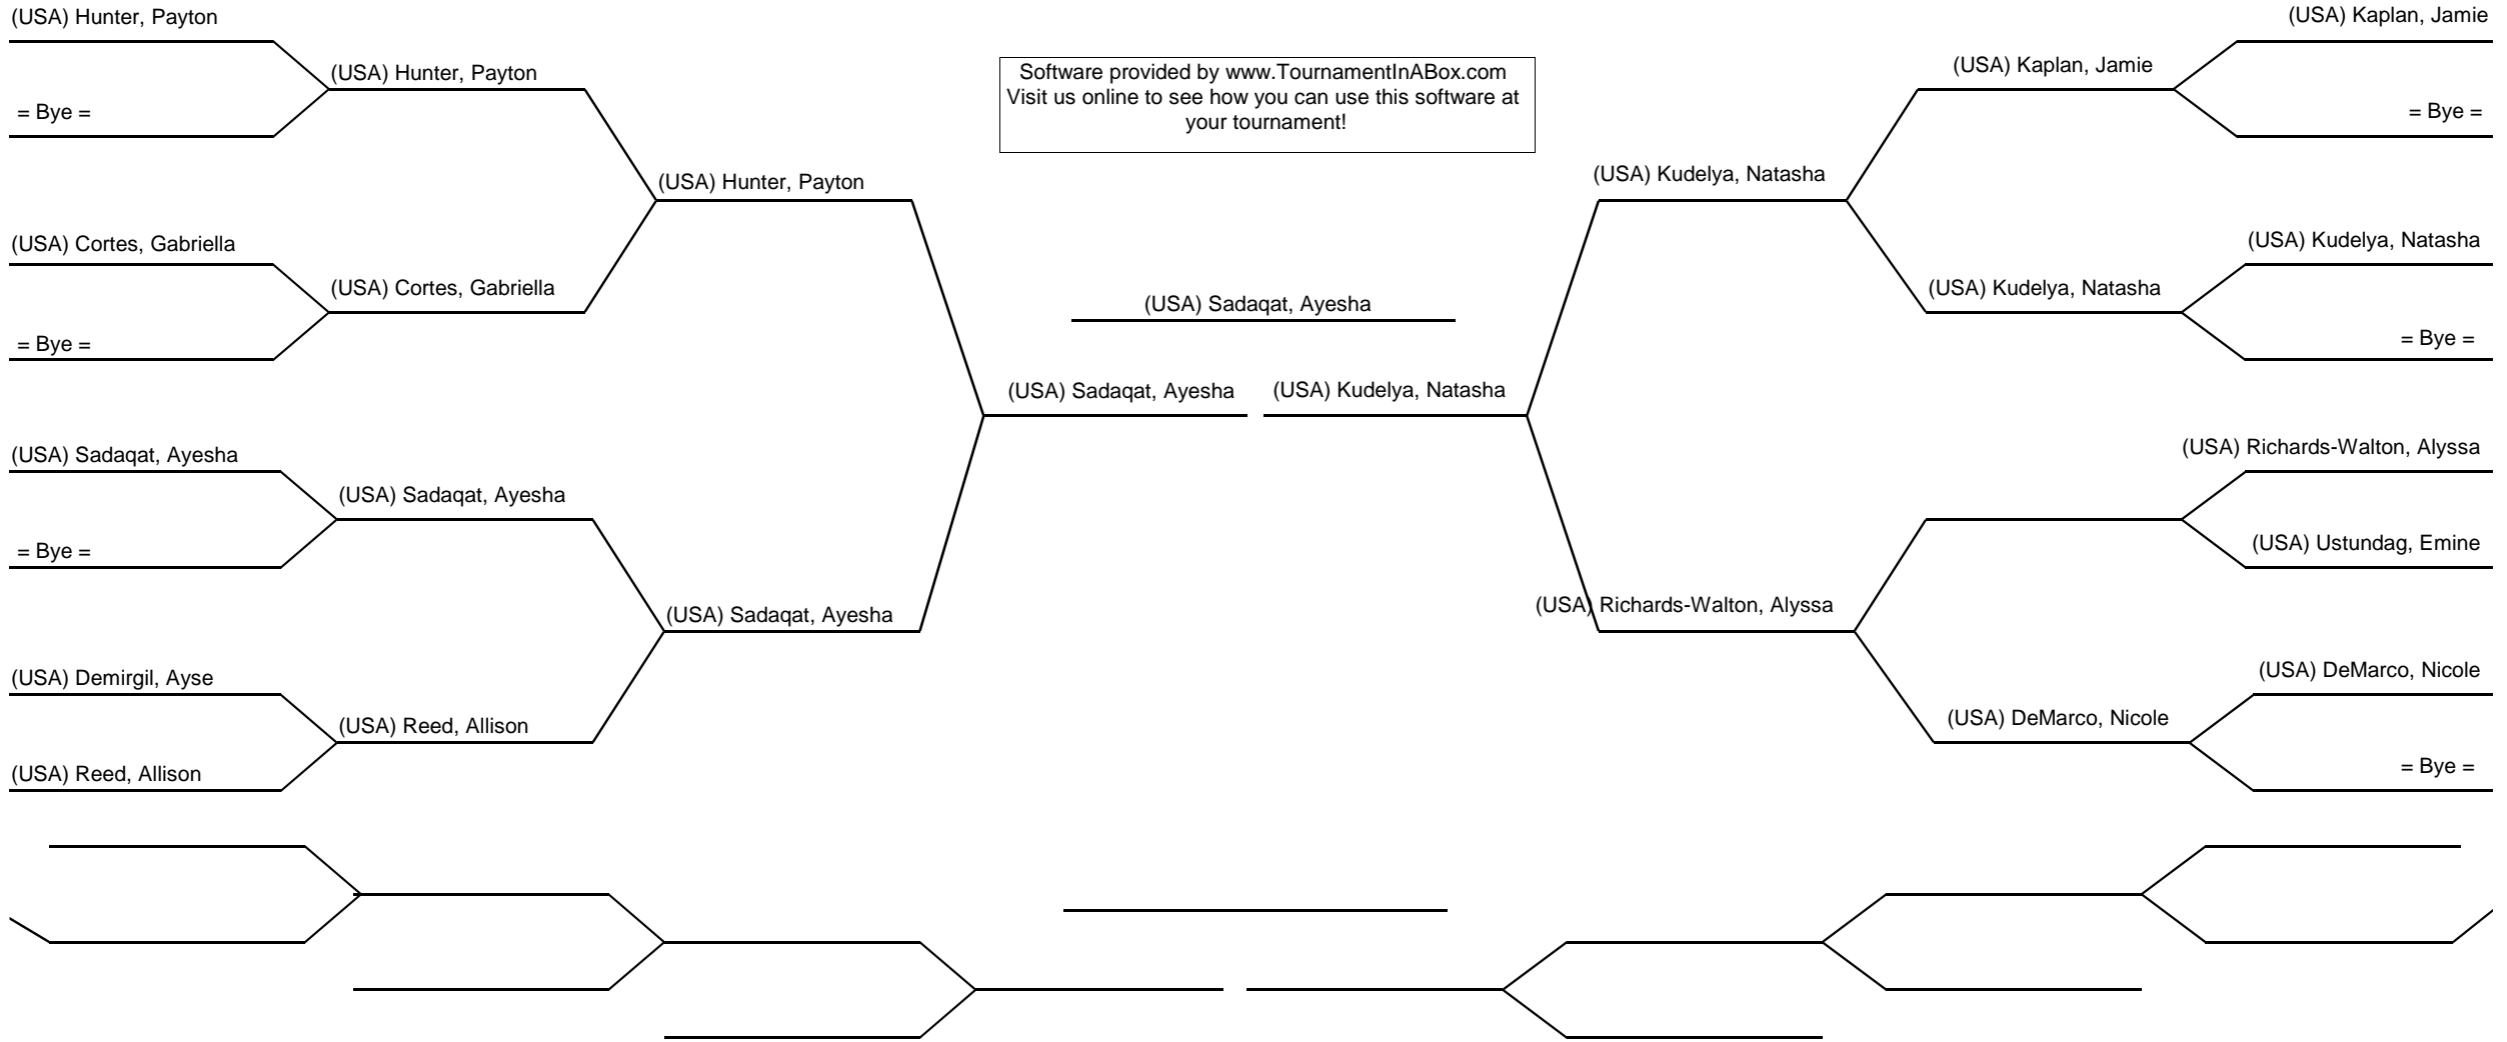 (USA) Hunter, Payton
= Bye =
(USA) Cortes, Gabriella
= Bye =
(USA) Sadaqat, Ayesha
= Bye =
(USA) Demirgil, Ayse
(USA) Reed, Allison
(USA) Hunter, Payton
(USA) Cortes, Gabriella
(USA) Sadaqat, Ayesha
(USA) Reed, Allison
(USA) Hunter, Payton
(USA) Sadaqat, Ayesha
Software provided by www.TournamentInABox.com
Visit us online to see how you can use this software at
your tournament!
(USA) Sadaqat, Ayesha
(USA) Sadaqat, Ayesha
(USA) Kudelya, Natasha
(USA) Kudelya, Natasha
(USA) Richards-Walton, Alyssa
(USA) Kaplan, Jamie
(USA) Kudelya, Natasha
(USA) DeMarco, Nicole
(USA) Kaplan, Jamie
= Bye =
(USA) Kudelya, Natasha
= Bye =
(USA) Richards-Walton, Alyssa
(USA) Ustundag, Emine
(USA) DeMarco, Nicole
= Bye =